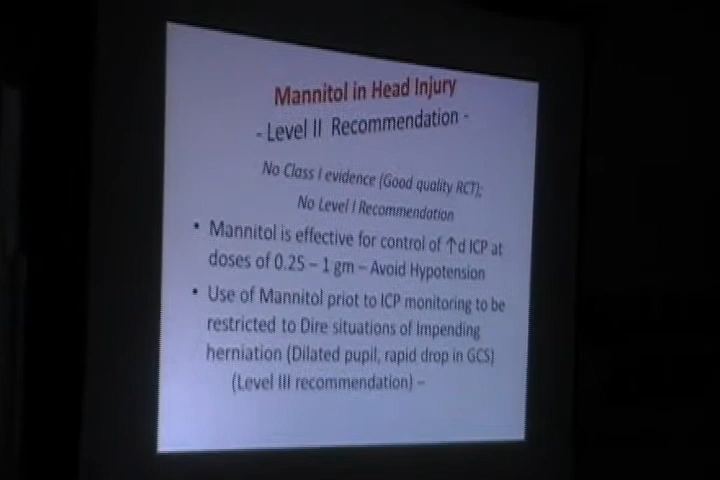 Mannitol in Head Injury
- Level II Recommendation -
No Class I evidence (Good quality RCT);
No Level I Recommendation
• Mannitol is effective for control of ↑d ICP at
doses of 0.25 – 1 gm – Avoid Hypotension
• Use of Mannitol priot to ICP monitoring to be
restricted to Dire situations of Impending
herniation (Dilated pupil, rapid drop in GCS)
(Level III recommendation) –